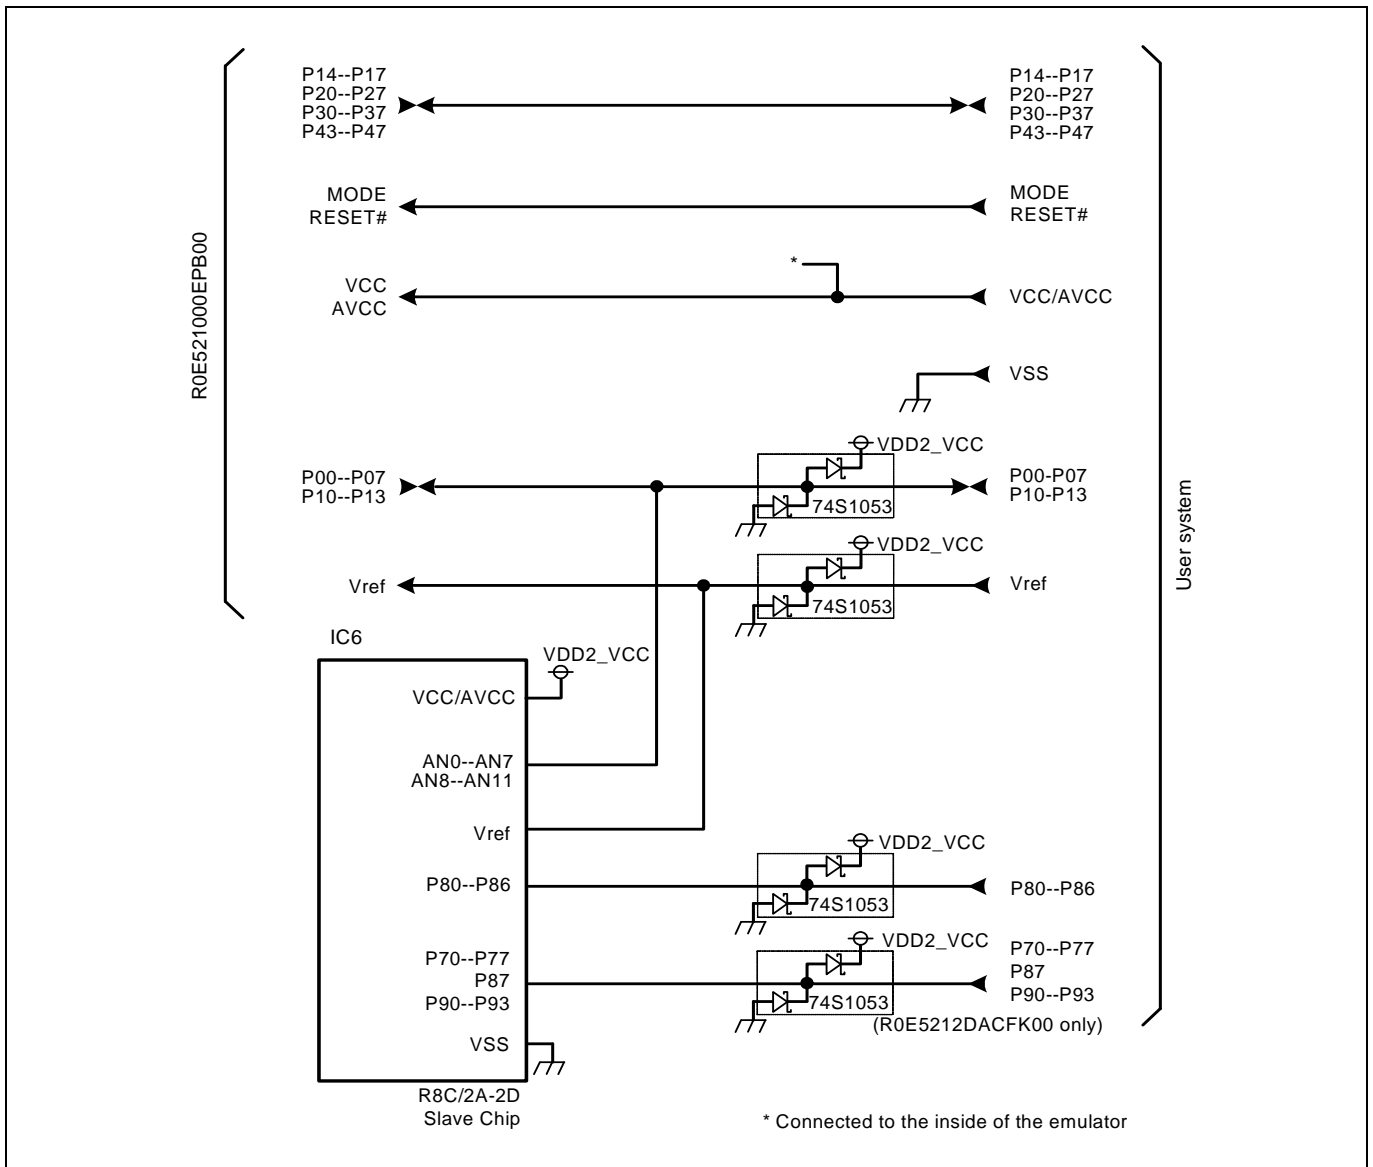 P14--P17
P20--P27
P30--P37
P43--P47
P14--P17
P20--P27
P30--P37
P43--P47
MODE
RESET#
MODE
RESET#
R0E521000EPB00
*
VCC
AVCC
VCC/AVCC
VSS
VDD2_VCC
P00--P07
P10--P13
74S1053
P00-P07
P10-P13
User system
VDD2_VCC
Vref
74S1053
Vref
IC6
VDD2_VCC
VCC/AVCC
AN0--AN7
AN8--AN11
Vref
VDD2_VCC
P80--P86
74S1053
P80--P86
VDD2_VCC
P70--P77
P87
P90--P93
74S1053
P70--P77
P87
P90--P93
(R0E5212DACFK00 only)
VSS
R8C/2A-2D
Slave Chip
* Connected to the inside of the emulator